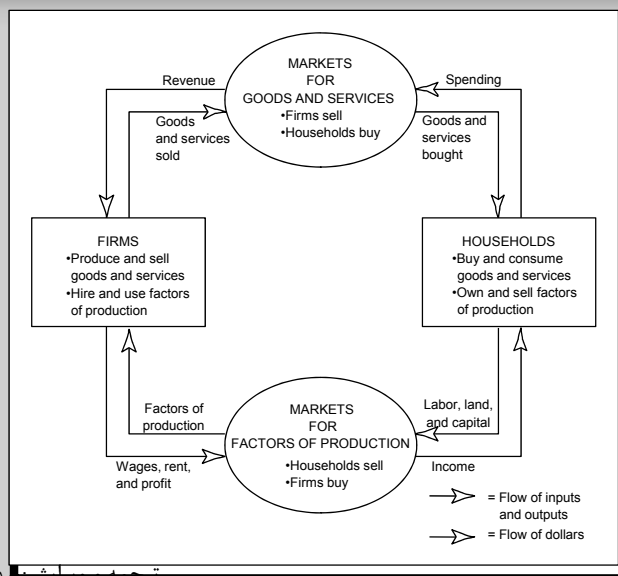 MARKETS
FOR
GOODS AND SERVICES
•Firms sell
•Households buy
Revenue
Spending
Goods
and services
sold
Goods and
services
bought
FIRMS
•Produce and sell
goods and services
•Hire and use factors
of production
HOUSEHOLDS
•Buy and consume
goods and services
•Own and sell factors
of production
Factors of
production
Labor, land,
and capital
MARKETS
FOR
FACTORS OF PRODUCTION
•Households sell
•Firms buy
Wages, rent,
and profit
Income
= Flow of inputs
and outputs
= Flow of dollars